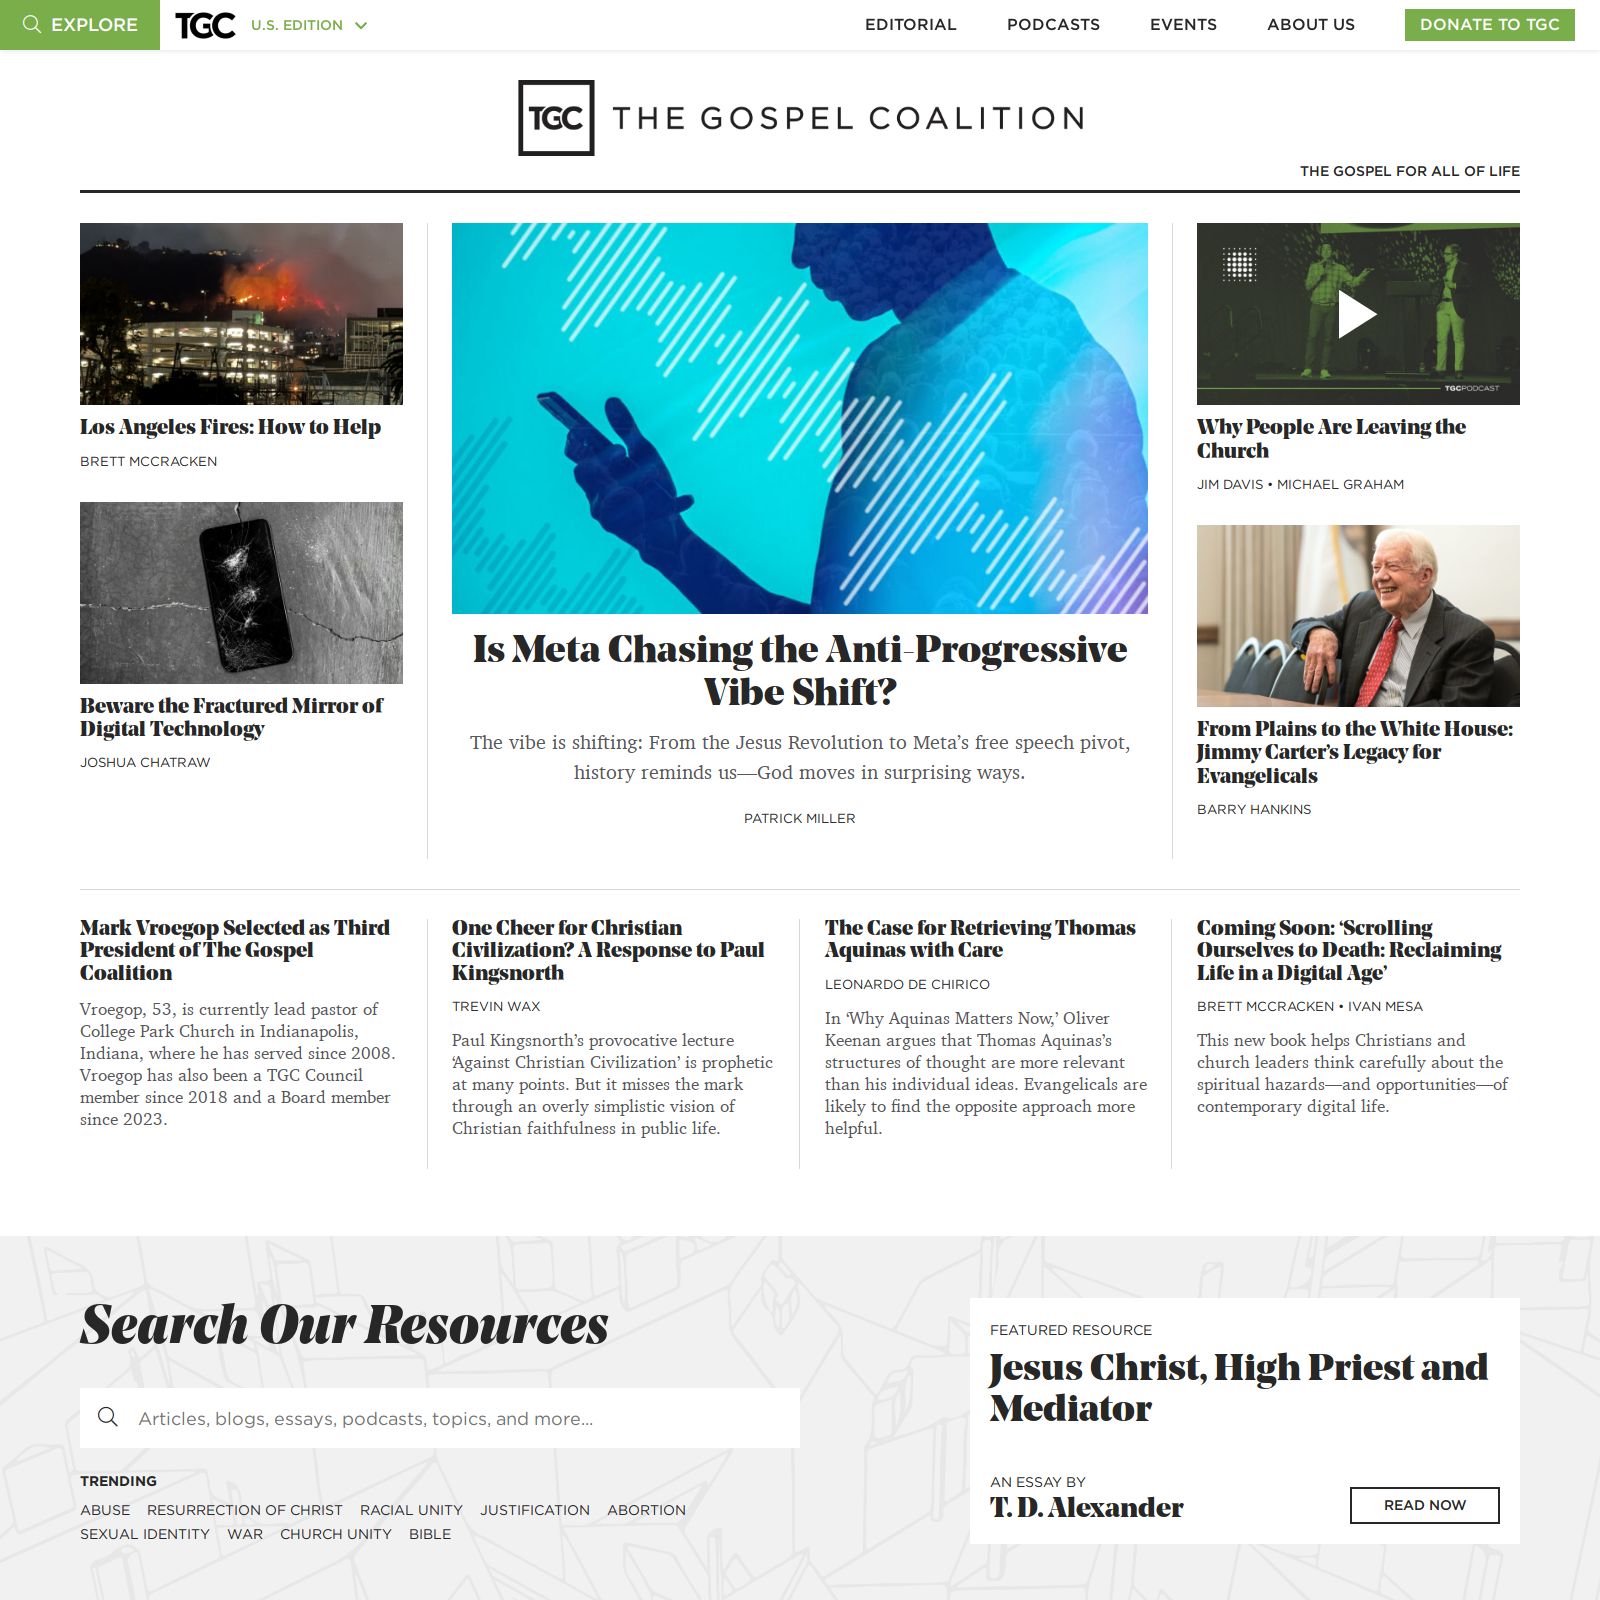 EXPLORE
TGC
U.S. EDITION
EDITORIAL
PODCASTS
EVENTS
ABOUT US
DONATE TO TGC
TGC THE GOSPEL COALITION
THE GOSPEL FOR ALL OF LIFE
Los Angeles Fires: How to Help
BRETT MCCRACKEN
Beware the Fractured Mirror of
Digital Technology
JOSHUA CHATRAW
Is Meta Chasing the Anti-Progressive
Vibe Shift?
The vibe is shifting: From the Jesus Revolution to Meta’s free speech pivot,
history reminds us—God moves in surprising ways.
PATRICK MILLER
TGCPODCAST
Why People Are Leaving the
Church
JIM DAVIS • MICHAEL GRAHAM
From Plains to the White House:
Jimmy Carter’s Legacy for
Evangelicals
BARRY HANKINS
Mark Vroegop Selected as Third
President of The Gospel
Coalition
Vroegop, 53, is currently lead pastor of
College Park Church in Indianapolis,
Indiana, where he has served since 2008.
Vroegop has also been a TGC Council
member since 2018 and a Board member
since 2023.
One Cheer for Christian
Civilization? A Response to Paul
Kingsnorth
TREVIN WAX
Paul Kingsnorth’s provocative lecture
‘Against Christian Civilization’ is prophetic
at many points. But it misses the mark
through an overly simplistic vision of
Christian faithfulness in public life.
The Case for Retrieving Thomas
Aquinas with Care
LEONARDO DE CHIRICO
In ‘Why Aquinas Matters Now,’ Oliver
Keenan argues that Thomas Aquinas’s
structures of thought are more relevant
than his individual ideas. Evangelicals are
likely to find the opposite approach more
helpful.
Coming Soon: ‘Scrolling
Ourselves to Death: Reclaiming
Life in a Digital Age’
BRETT MCCRACKEN • IVAN MESA
This new book helps Christians and
church leaders think carefully about the
spiritual hazards—and opportunities—of
contemporary digital life.
Search Our Resources
Articles, blogs, essays, podcasts, topics, and more...
TRENDING
ABUSE RESURRECTION OF CHRIST RACIAL UNITY JUSTIFICATION ABORTION
SEXUAL IDENTITY WAR CHURCH UNITY BIBLE
FEATURED RESOURCE
Jesus Christ, High Priest and
Mediator
AN ESSAY BY
T. D. Alexander
READ NOW